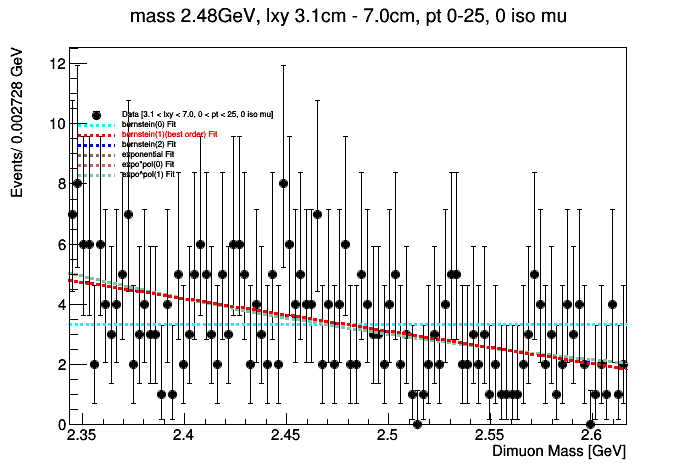 mass 2.48GeV, lxy 3.1cm - 7.0cm, pt 0-25, 0 iso mu
Events/ 0.002728 GeV
12
10
8
6
4
2
0
Data [3.1 < lxy < 7.0, 0 < pt < 25, 0 iso mu]
bernstein(0) Fit
bernstein(1)(best order) Fit
bernstein(2) Fit
exponential Fit
expo*pol(0) Fit
expo*pol(1) Fit
2.35 2.4 2.45 2.5 2.55 2.6
Dimuon Mass [GeV]